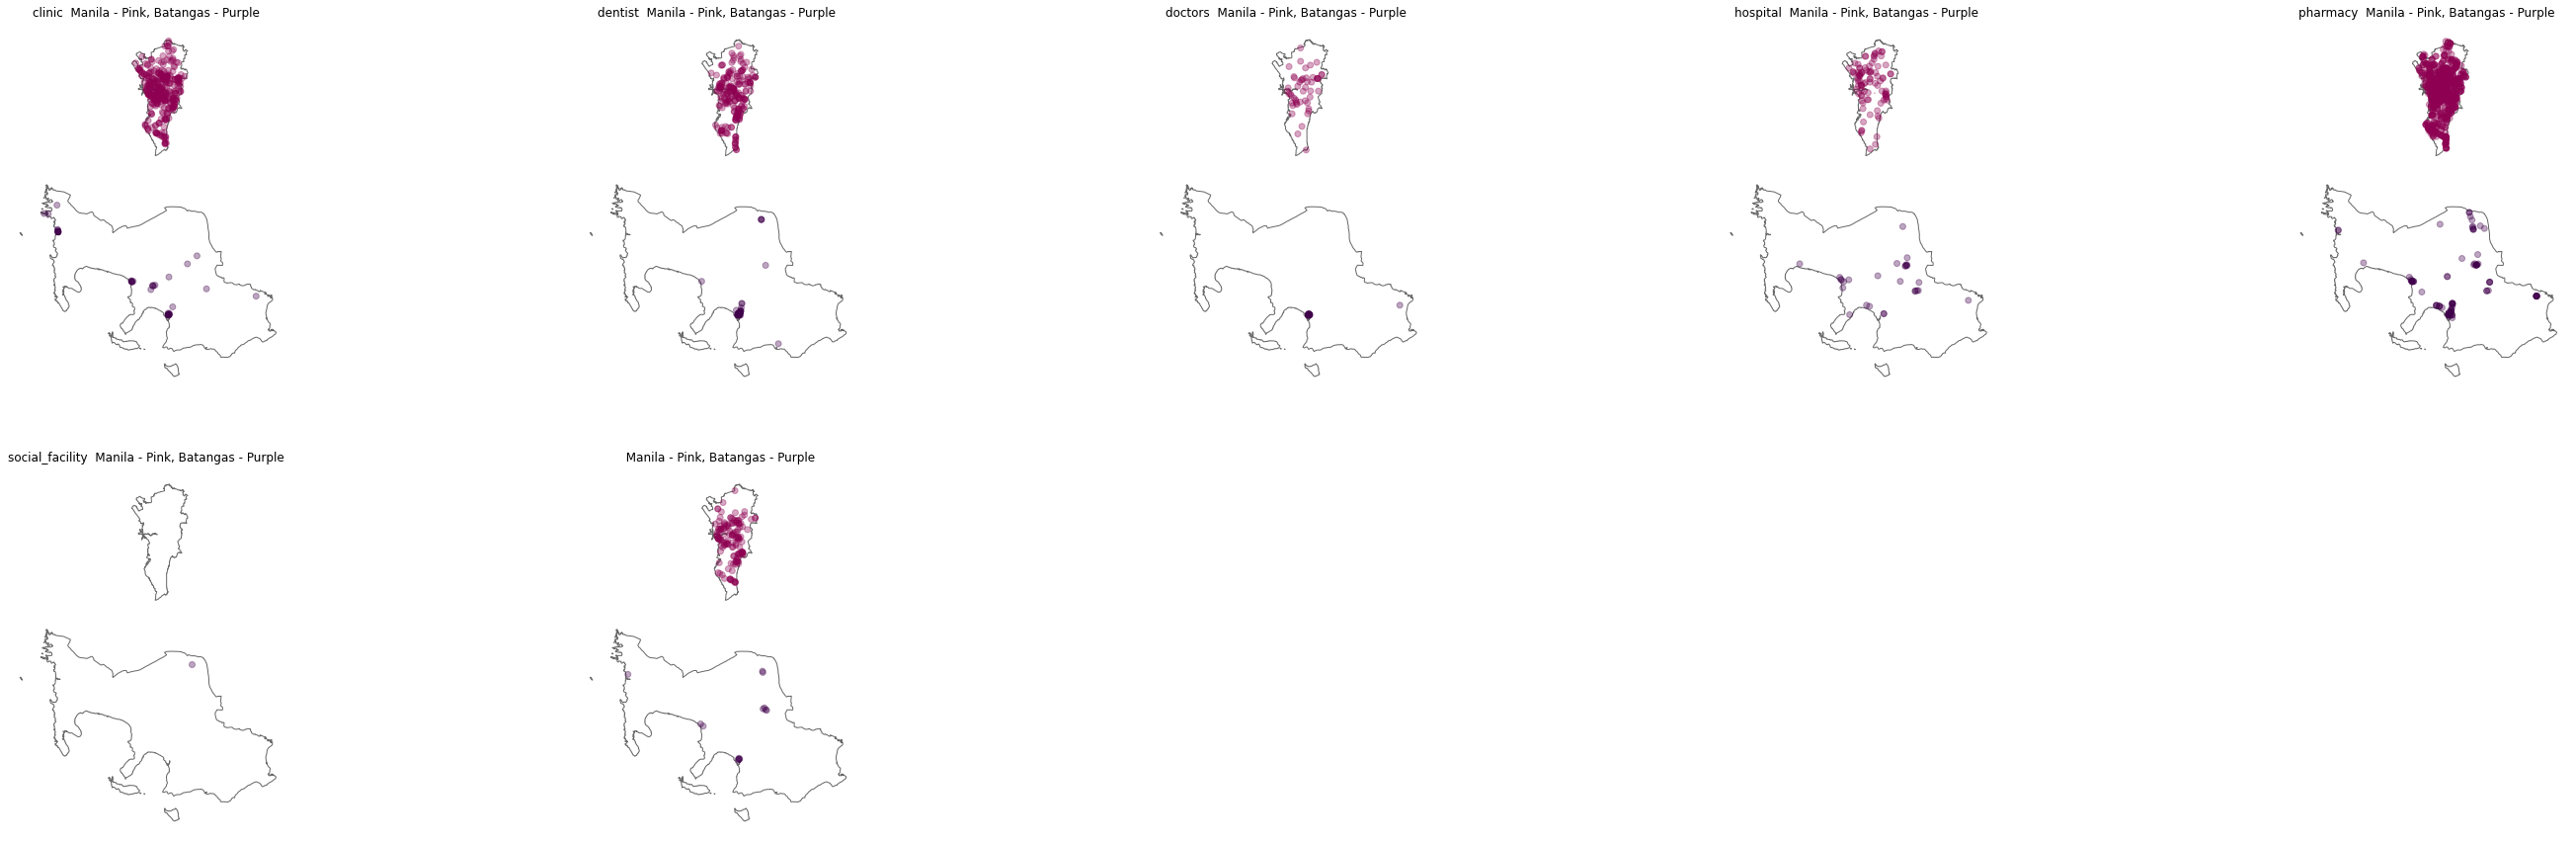 clinic  Manila - Pink, Batangas - Purple
dentist  Manila - Pink, Batangas - Purple
doctors  Manila - Pink, Batangas - Purple
hospital  Manila - Pink, Batangas - Purple
pharmacy  Manila - Pink, Batangas - Purple
social_facility  Manila - Pink, Batangas - Purple
Manila - Pink, Batangas - Purple